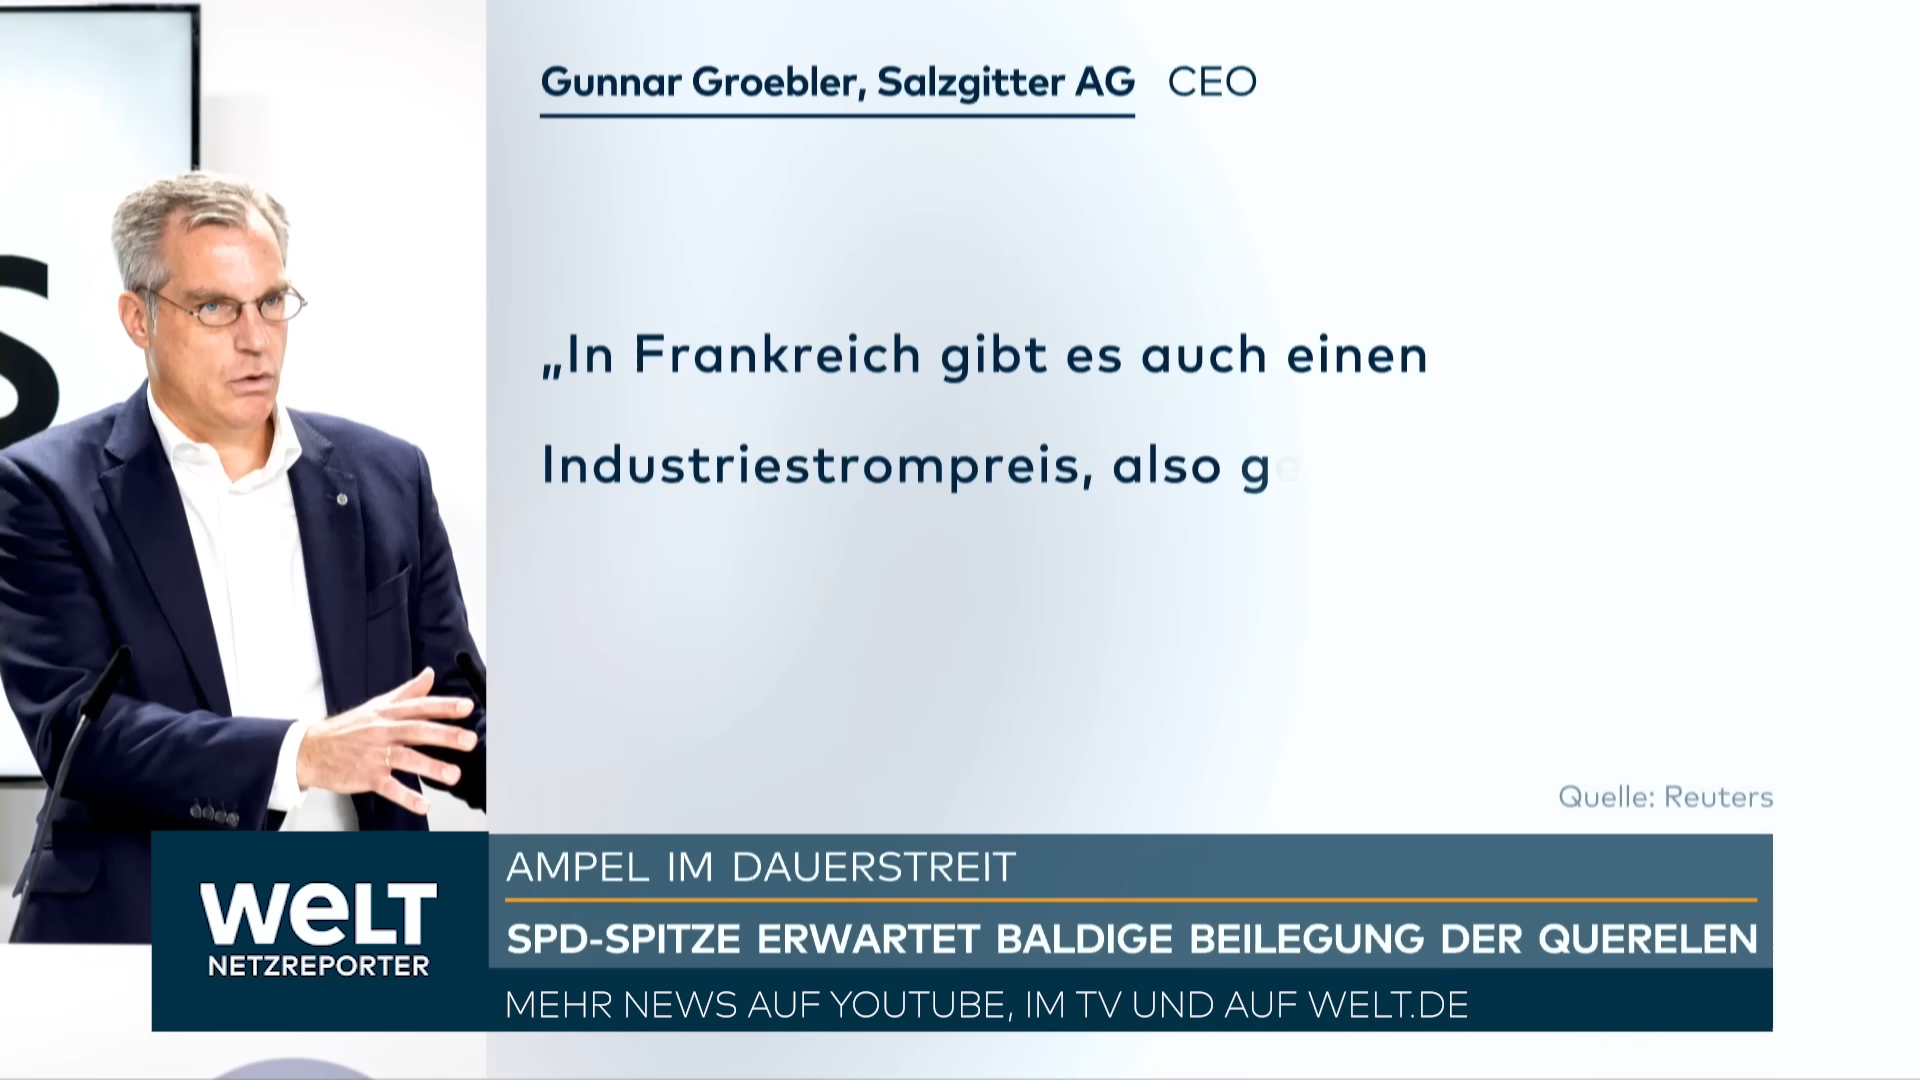 Gunnar Groebler, Salzgitter AG CEO
„In Frankreich gibt es auch einen
Industriestrompreis, also ge
Quelle: Reuters
AMPEL IM DAUERSTREIT
SPD-SPITZE ERWARTET BALDIGE BEILEGUNG DER QUERELEN
MEHR NEWS AUF YOUTUBE, IM TV UND AUF WELT.DE
WELT
NETZREPORTER
S